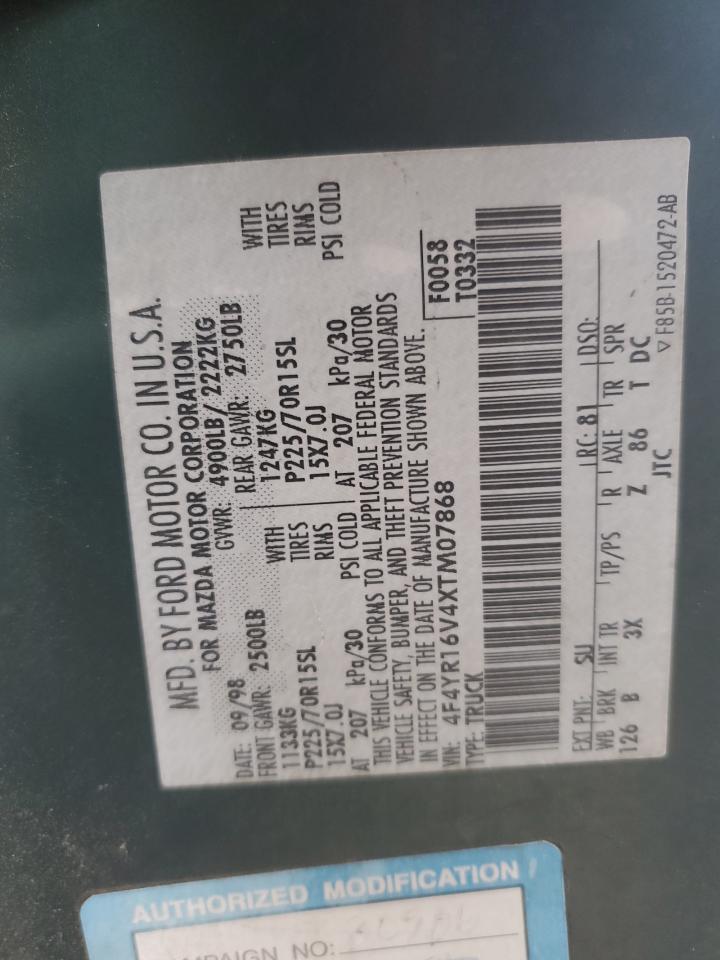 MFD. BY FORD MOTOR CO. IN U.S.A.
FOR MAZDA MOTOR CORPORATION
DATE: 09/98 GVWR: 4900LB/ 2222KG
FRONT GAWR: 2500LB REAR GAWR: 2750LB
1133KG WITH 1247KG WITH
P225/70R15SL TIRES P225/70R15SL TIRES
15X7.0J RIMS 15X7.0J RIMS
AT 207 kPa/30 PSI COLD AT 207 kPa/30 PSI COLD
THIS VEHICLE CONFORMS TO ALL APPLICABLE FEDERAL MOTOR
VEHICLE SAFETY, BUMPER, AND THEFT PREVENTION STANDARDS
IN EFFECT ON THE DATE OF MANUFACTURE SHOWN ABOVE.
VIN: 4F4YR16V4XTM07868 F0058
TYPE: TRUCK T0332
EXT PNT: SU RC: 81 DSO:
WB BRK INT TR TP/PS R AXLE TR SPR
126 B 3X Z 86 T DC
JTC
▽ F85B-1520472-AB
AUTHORIZED MODIFICATION
NO: